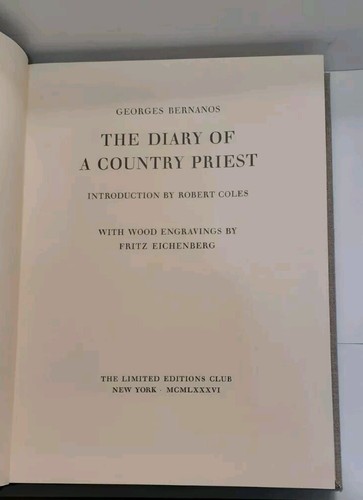 GEORGES BERNANOS
THE DIARY OF
A COUNTRY PRIEST
INTRODUCTION BY ROBERT COLES
WITH WOOD ENGRAVINGS BY
FRITZ EICHENBERG
THE LIMITED EDITIONS CLUB
NEW YORK · MCMLXXXVI